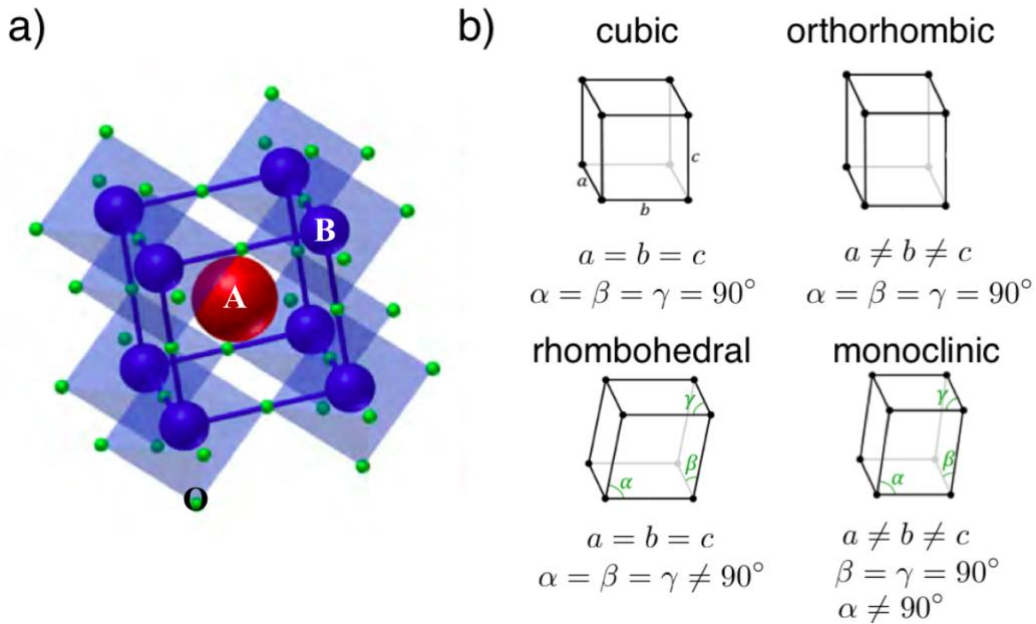 a)
B
A
O
b)
cubic
a
b
c
a = b = c
α = β = γ = 90°
orthorhombic
a ≠ b ≠ c
α = β = γ = 90°
rhombohedral
γ
β
α
a = b = c
α = β = γ ≠ 90°
monoclinic
γ
β
α
a ≠ b ≠ c
β = γ = 90°
α ≠ 90°